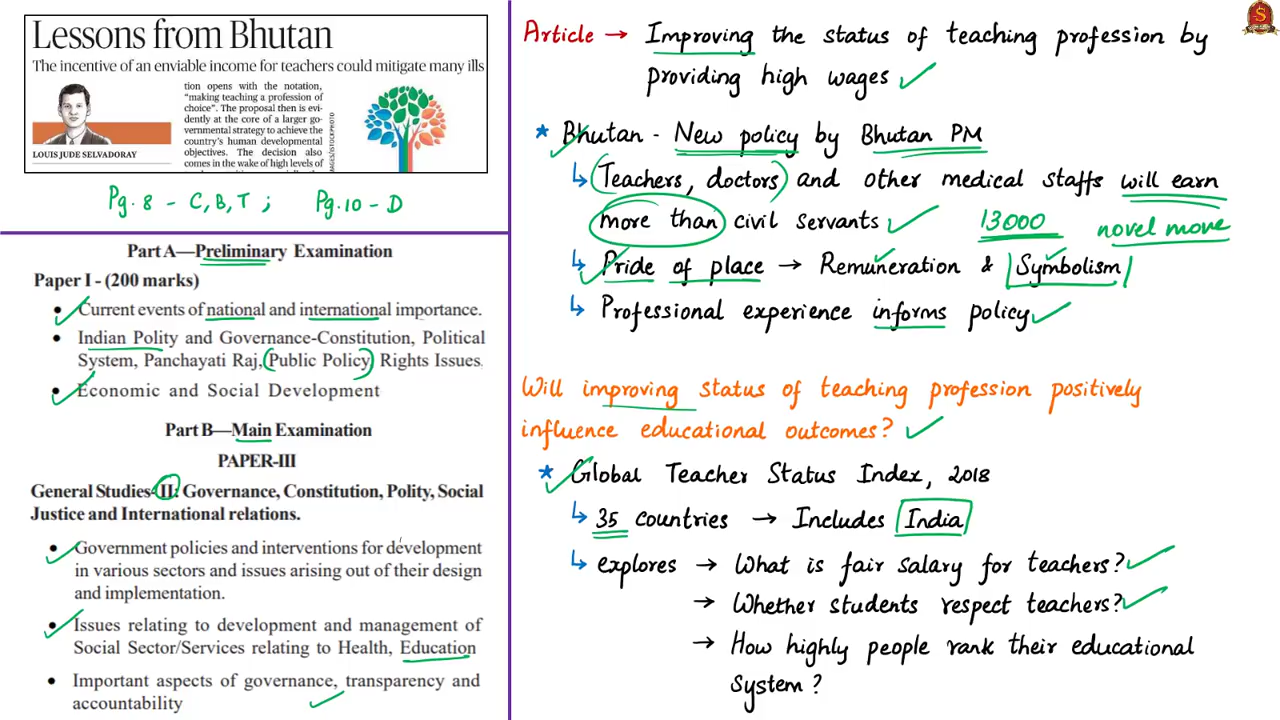 Lessons from Bhutan
The incentive of an enviable income for teachers could mitigate many ills
LOUIS JUDE SELVADORAY
tion opens with the notation,
"making teaching a profession of
choice". The proposal then is evi-
dently at the core of a larger go-
vernmental strategy to achieve the
country's human developmental
objectives. The decision also
comes in the wake of high levels of
GES/ISTOCKPHOTO
Pg. 8 - C, B, T ; Pg. 10 - D
Part A—Preliminary Examination
Paper I - (200 marks)
Current events of national and international importance.
Indian Polity and Governance-Constitution, Political
System, Panchayati Raj, (Public Policy) Rights Issues
Economic and Social Development
Part B—Main Examination
PAPER-III
General Studies-II: Governance, Constitution, Polity, Social
Justice and International relations.
Government policies and interventions for development
in various sectors and issues arising out of their design
and implementation.
Issues relating to development and management of
Social Sector/Services relating to Health, Education
Important aspects of governance, transparency and
accountability
Article → Improving the status of teaching profession by
providing high wages
* Bhutan - New policy by Bhutan PM
↳ (Teachers, doctors) and other medical staffs will earn
more than civil servants 13000 novel move
↳ Pride of place → Remuneration & Symbolism
↳ Professional experience informs policy
Will improving status of teaching profession positively
influence educational outcomes?
* Global Teacher Status Index, 2018
↳ 35 countries → Includes India
↳ explores → What is fair salary for teachers?
→ Whether students respect teachers?
→ How highly people rank their educational
system?